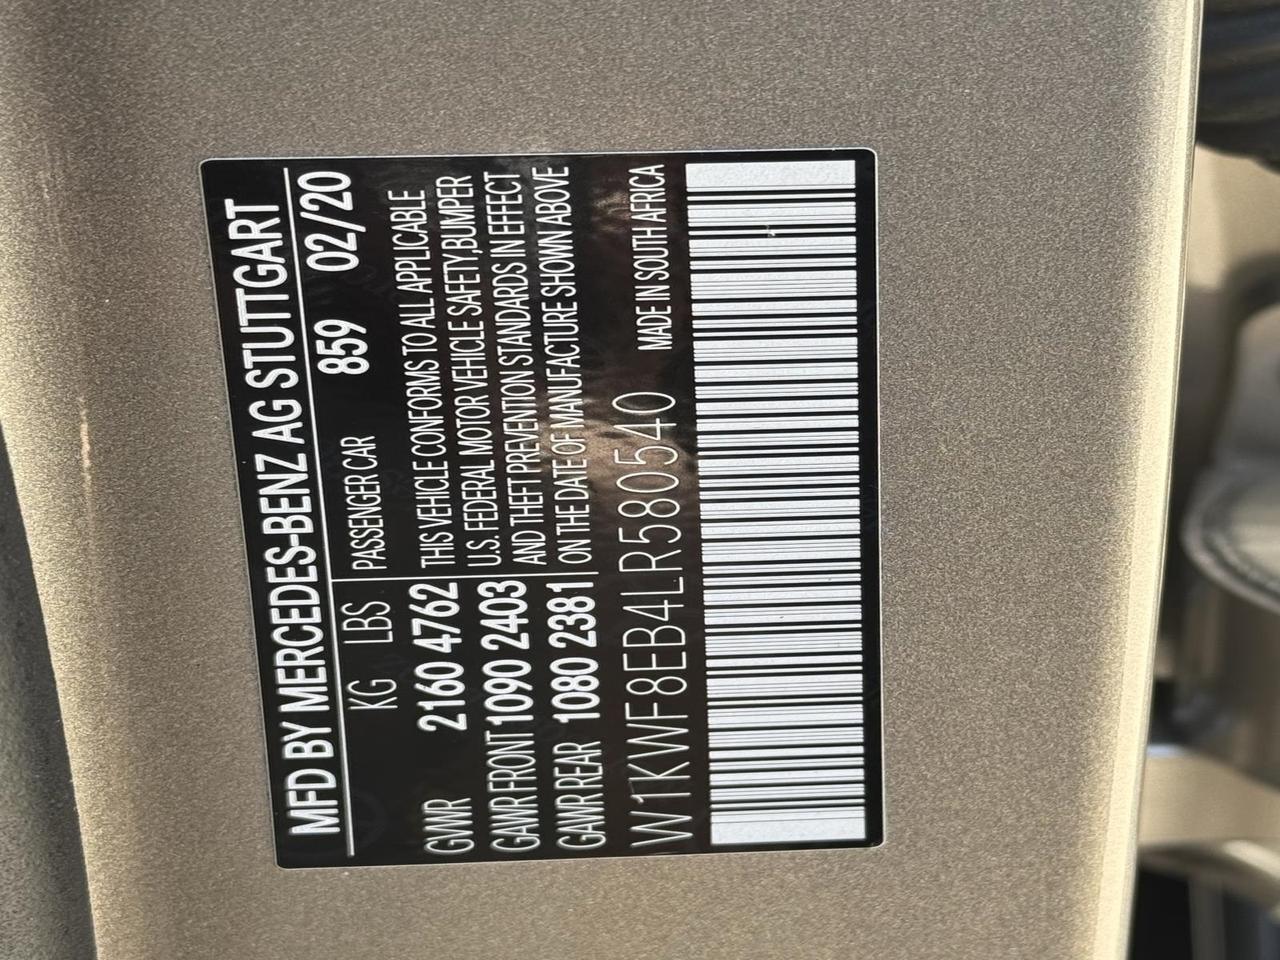 MFD BY MERCEDES-BENZ AG STUTTGART
KG LBS PASSENGER CAR 859 02/20
GVWR 2160 4762 THIS VEHICLE CONFORMS TO ALL APPLICABLE
GAWR FRONT 1090 2403 U.S. FEDERAL MOTOR VEHICLE SAFETY,BUMPER
AND THEFT PREVENTION STANDARDS IN EFFECT
GAWR REAR 1080 2381 ON THE DATE OF MANUFACTURE SHOWN ABOVE
W1KWF8EB4LR580540 MADE IN SOUTH AFRICA